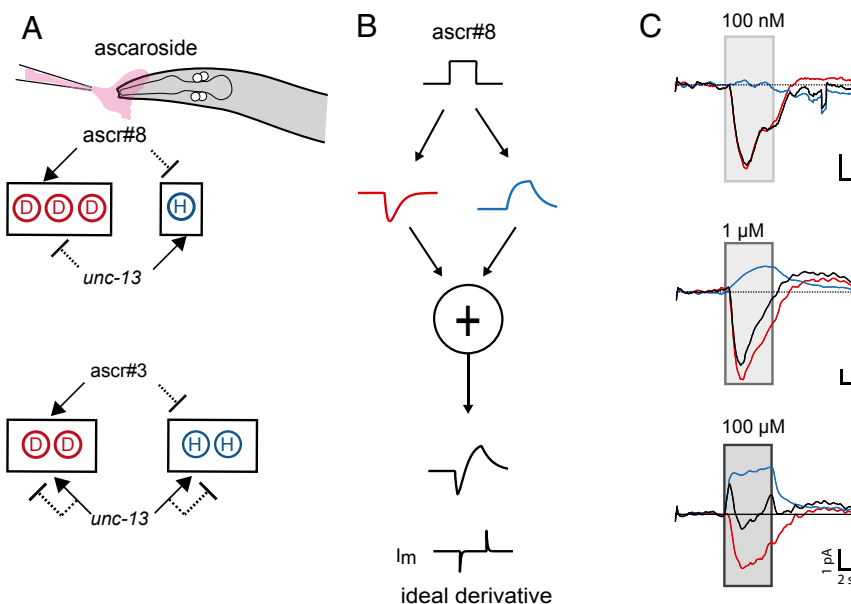 A
ascaroside
ascr#8
D D D
H
unc-13
ascr#3
D D
H H
unc-13
B
ascr#8
+
Im
ideal derivative
C
100 nM
1 µM
100 µM
1 pA
2 s